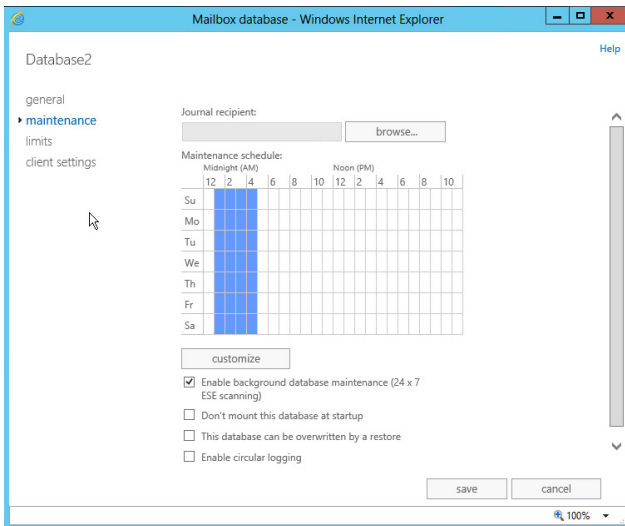 Mailbox database - Windows Internet Explorer
Help
Database2
general
maintenance
limits
client settings
Journal recipient:
browse...
Maintenance schedule:
Midnight (AM) Noon (PM)
12 2 4 6 8 10 12 2 4 6 8 10
Su
Mo
Tu
We
Th
Fr
Sa
customize
Enable background database maintenance (24 x 7
ESE scanning)
Don't mount this database at startup
This database can be overwritten by a restore
Enable circular logging
save cancel
100%